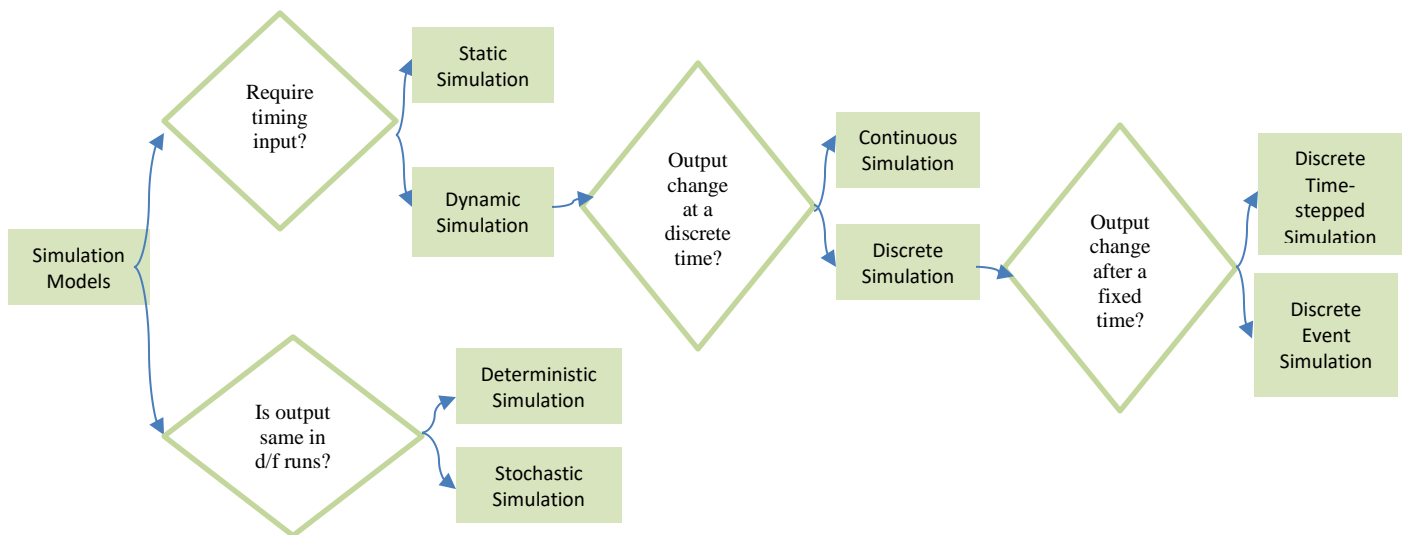 Simulation
Models
Require
timing
input?
Static
Simulation
Dynamic
Simulation
Output
change
at a
discrete
time?
Continuous
Simulation
Discrete
Simulation
Output
change
after a
fixed
time?
Discrete
Time-
stepped
Simulation
Discrete
Event
Simulation
Is output
same in
d/f runs?
Deterministic
Simulation
Stochastic
Simulation